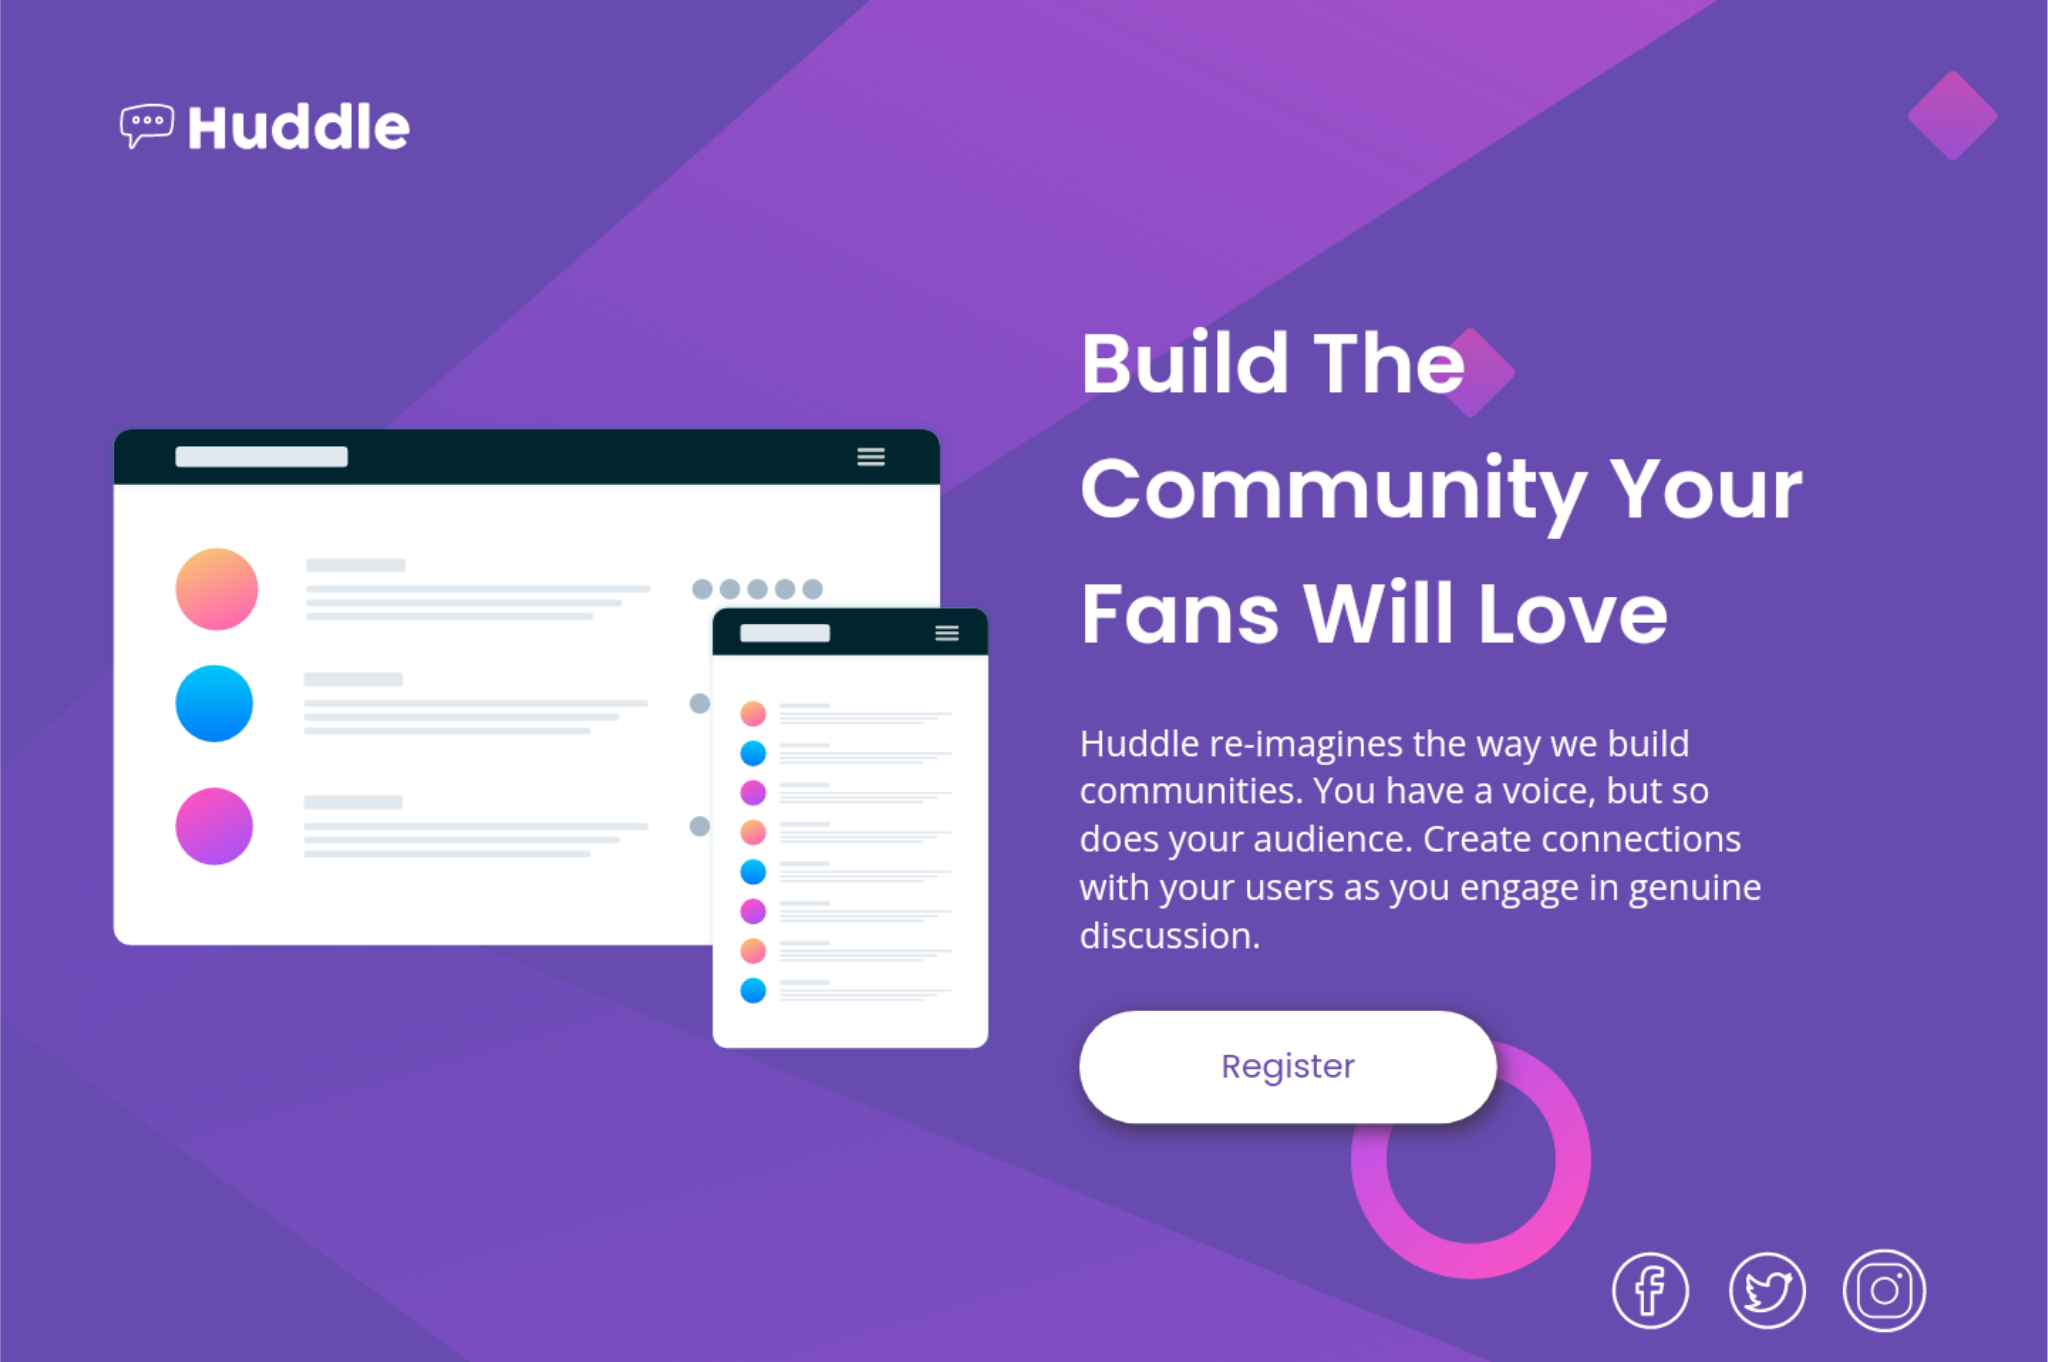 Huddle
Build The
Community Your
Fans Will Love
Huddle re-imagines the way we build
communities. You have a voice, but so
does your audience. Create connections
with your users as you engage in genuine
discussion.
Register